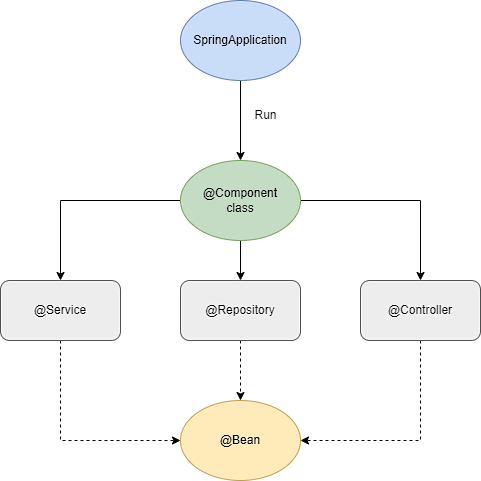 SpringApplication
Run
@Component
class
@Service
@Repository
@Controller
@Bean